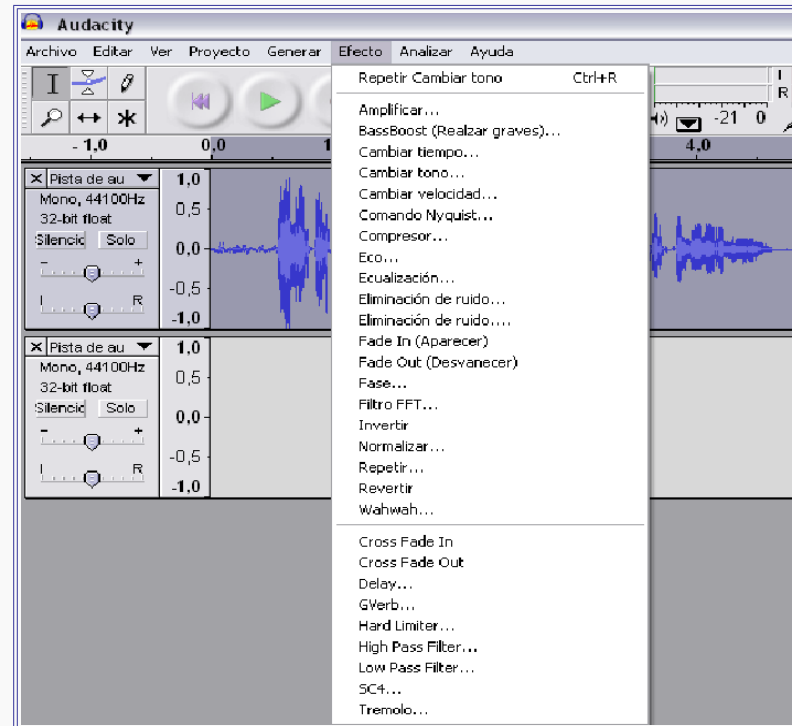 Audacity
Archivo Editar Ver Proyecto Generar Efecto Analizar Ayuda
Repetir Cambiar tono Ctrl+R
Amplificar...
BassBoost (Realzar graves)...
Cambiar tiempo...
Cambiar tono...
Cambiar velocidad...
Comando Nyquist...
Compresor...
Eco...
Ecualización...
Eliminación de ruido...
Eliminación de ruido....
Fade In (Aparecer)
Fade Out (Desvanecer)
Fase...
Filtro FFT...
Invertir
Normalizar...
Repetir...
Revertir
Wahwah...
Cross Fade In
Cross Fade Out
Delay...
GVerb...
Hard Limiter...
High Pass Filter...
Low Pass Filter...
SC4...
Tremolo...
L
R
-21 0
- 1,0 0,0 1 4,0
Pista de au
Mono, 44100Hz
32-bit float
Silencio Solo
- +
L R
1,0
0,5
0,0
-0,5
-1,0
Pista de au
Mono, 44100Hz
32-bit float
Silencio Solo
- +
L R
1,0
0,5
0,0
-0,5
-1,0